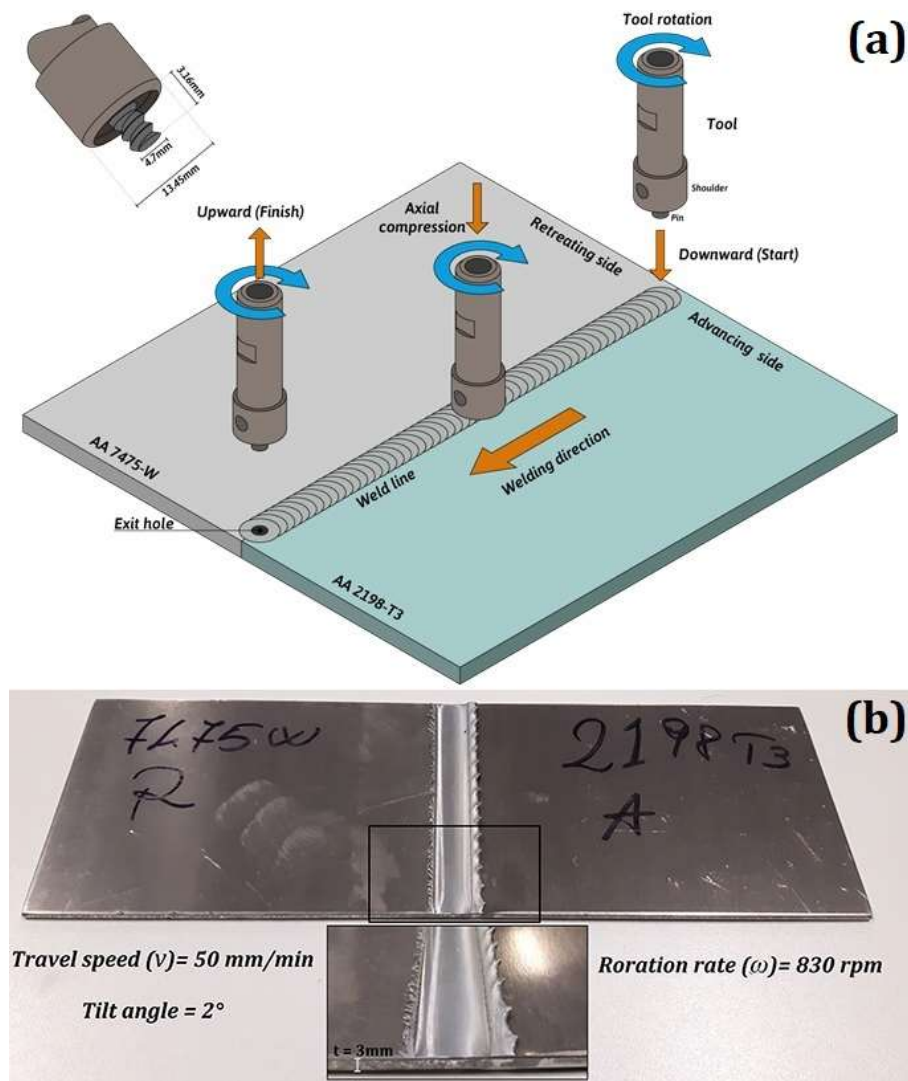 (a)
Tool rotation
3.16mm
4.7mm
13.45mm
Tool
Shoulder
Pin
Upward (Finish)
Axial
compression
Retreating side
Downward (Start)
Advancing side
AA 7475-W
Welding direction
Weld line
Exit hole
AA 2198-T3
(b)
7475W
R
2198 T3
A
Travel speed (v)= 50 mm/min
Roration rate (ω)= 830 rpm
Tilt angle = 2°
t = 3mm